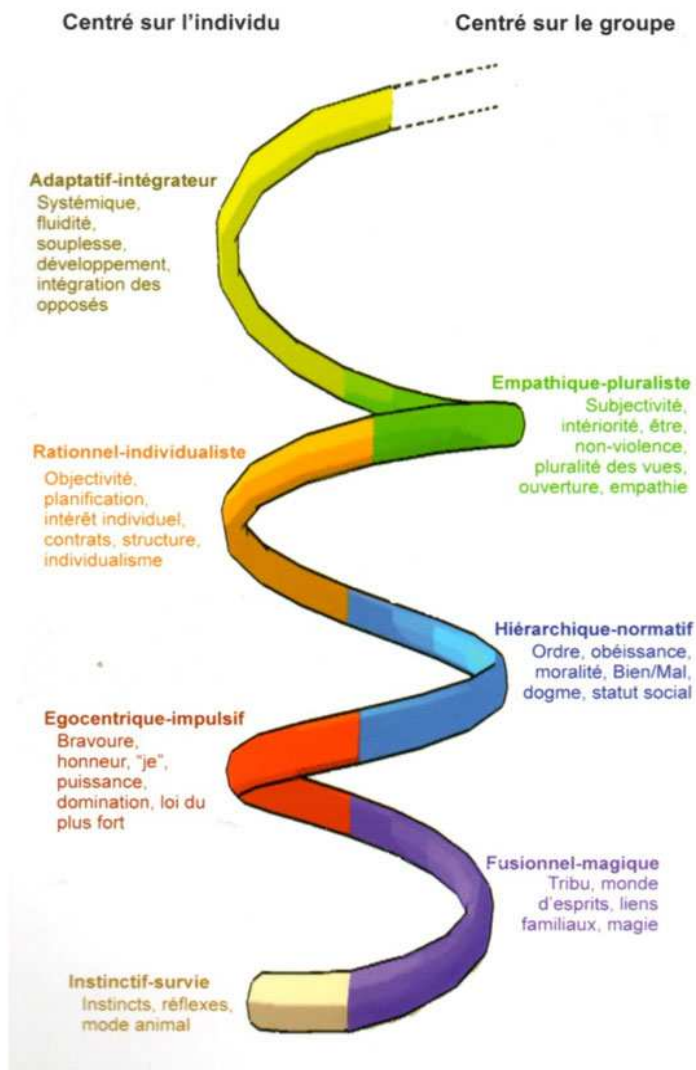 Centré sur l'individu
Centré sur le groupe
Adaptatif-intégrateur
Systémique,
fluidité,
souplesse,
développement,
intégration des
opposés
Empathique-pluraliste
Subjectivité,
intériorité, être,
non-violence,
pluralité des vues,
ouverture, empathie
Rationnel-individualiste
Objectivité,
planification,
intérêt individuel,
contrats, structure,
individualisme
Hiérarchique-normatif
Ordre, obéissance,
moralité, Bien/Mal,
dogme, statut social
Egocentrique-impulsif
Bravoure,
honneur, "je",
puissance,
domination, loi du
plus fort
Fusionnel-magique
Tribu, monde
d'esprits, liens
familiaux, magie
Instinctif-survie
Instincts, réflexes,
mode animal